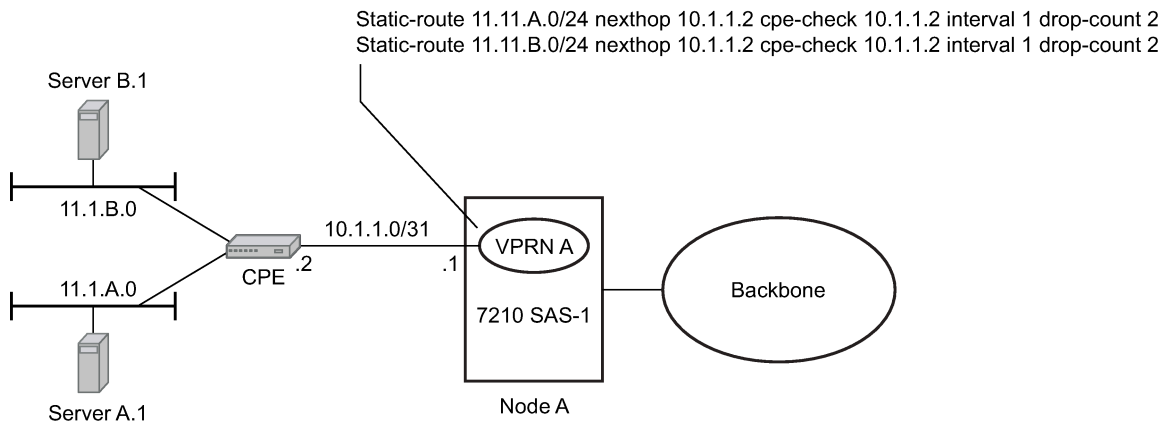 Static-route 11.11.A.0/24 nexthop 10.1.1.2 cpe-check 10.1.1.2 interval 1 drop-count 2
Static-route 11.11.B.0/24 nexthop 10.1.1.2 cpe-check 10.1.1.2 interval 1 drop-count 2
Server B.1
11.1.B.0
10.1.1.0/31
VPRN A
CPE
.2
.1
11.1.A.0
7210 SAS-1
Backbone
Server A.1
Node A